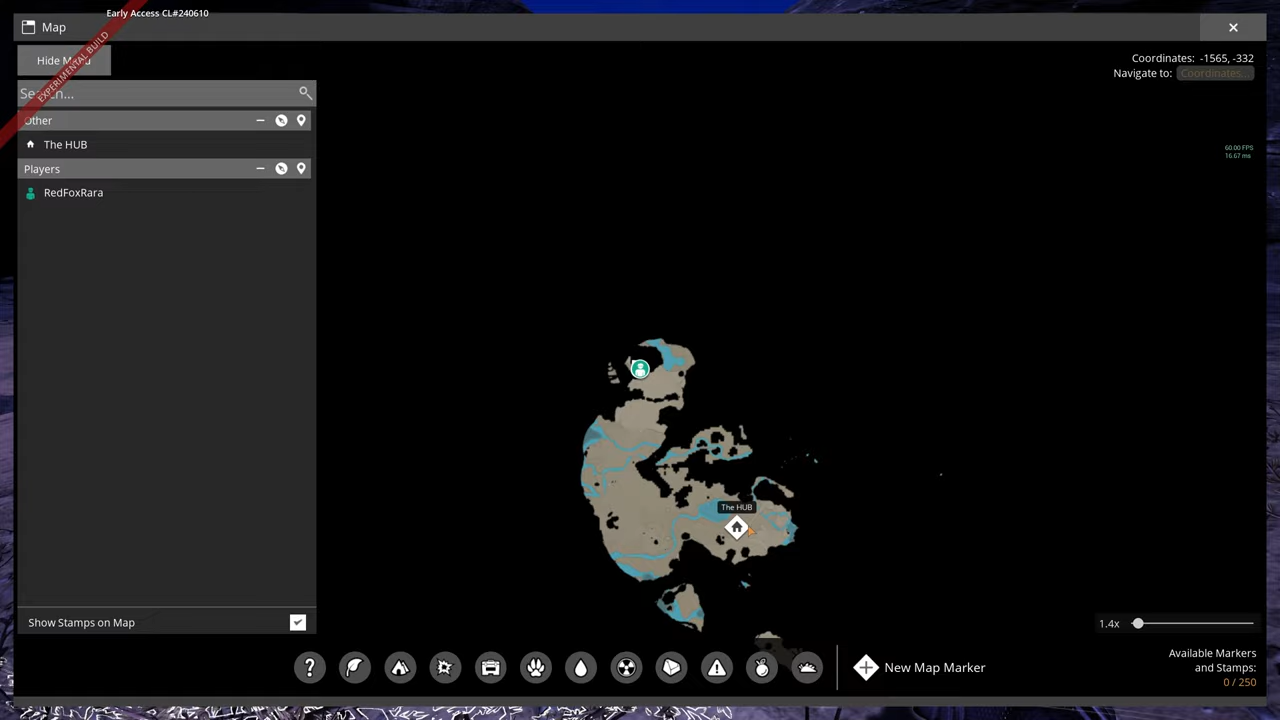 Early Access CL#240610
Map
EXPERIMENTAL BUILD
Coordinates: -1565, -332
Navigate to: Coordinates...
Search...
Other
The HUB
Players
RedFoxRara
60.00 FPS
16.67 ms
The HUB
Show Stamps on Map
1.4x
New Map Marker
Available Markers
and Stamps:
0 / 250